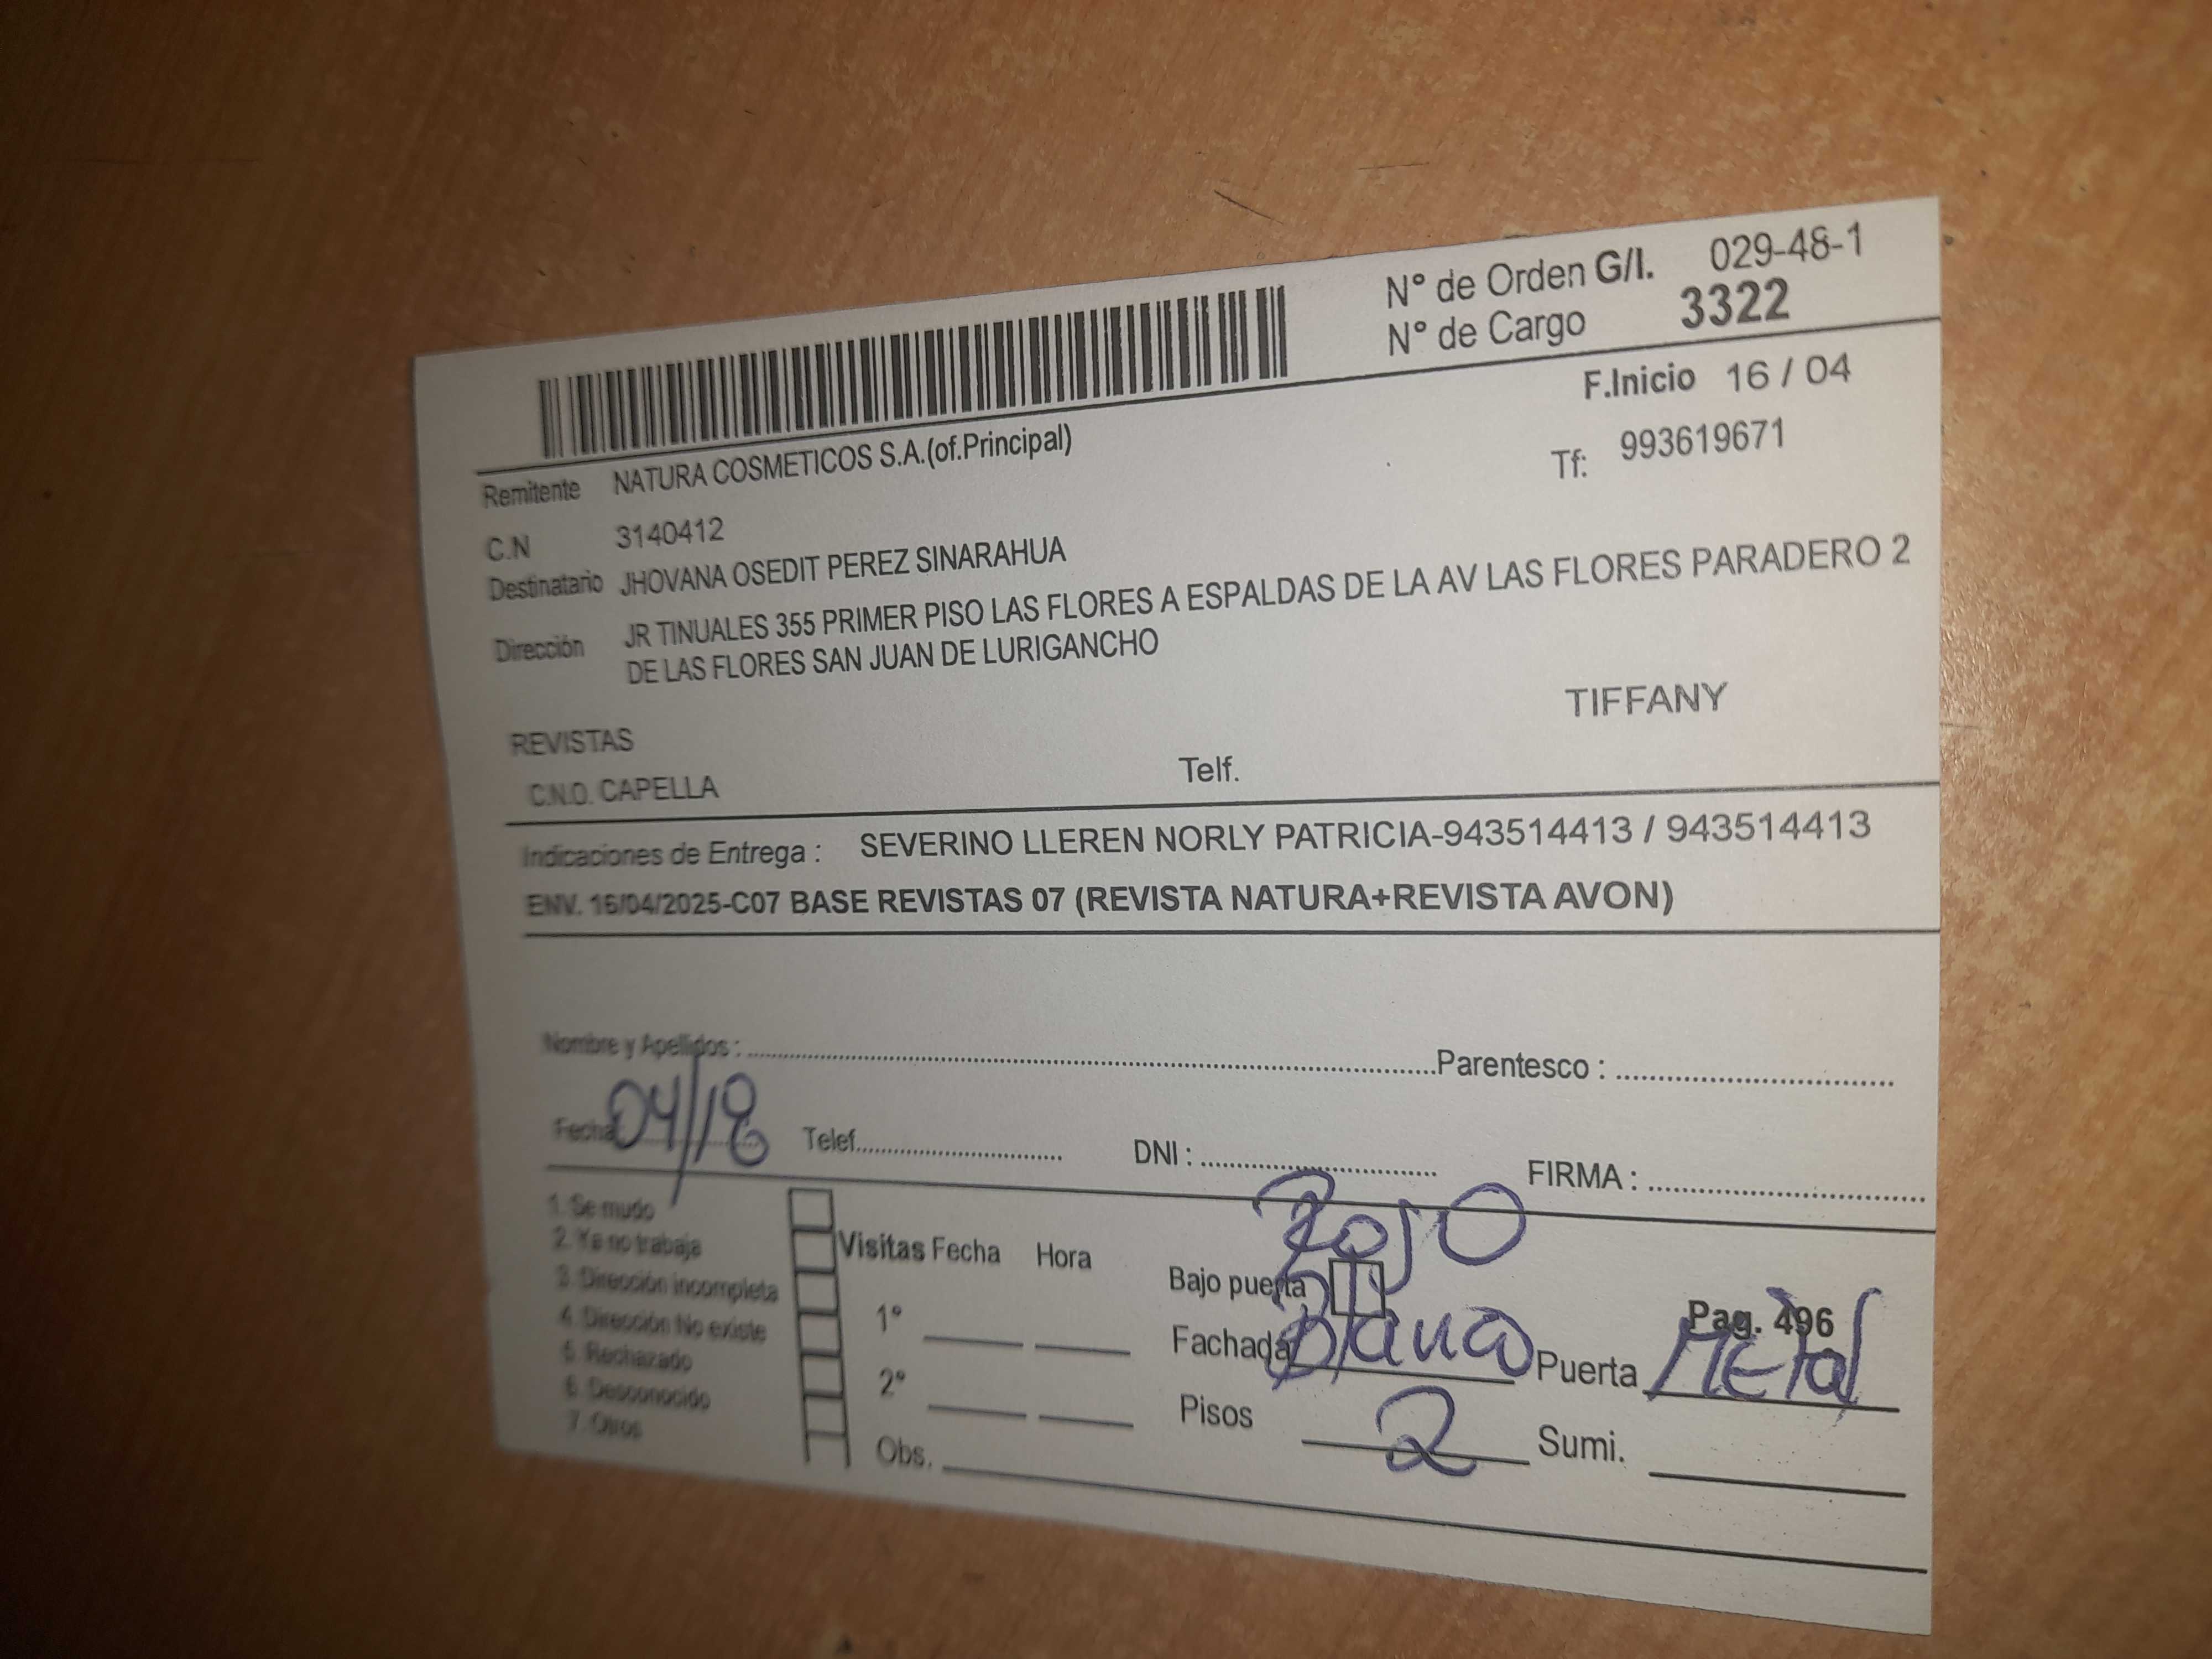 N° de Orden G/I. 029-48-1
N° de Cargo 3322
F.Inicio 16 / 04
Remitente NATURA COSMETICOS S.A.(of.Principal)
Tf: 993619671
C.N 3140412
Destinatario JHOVANA OSEDIT PEREZ SINARAHUA
Dirección JR TINUALES 355 PRIMER PISO LAS FLORES A ESPALDAS DE LA AV LAS FLORES PARADERO 2
DE LAS FLORES SAN JUAN DE LURIGANCHO
TIFFANY
REVISTAS
C.N.O. CAPELLA Telf.
Indicaciones de Entrega : SEVERINO LLEREN NORLY PATRICIA-943514413 / 943514413
ENV. 16/04/2025-C07 BASE REVISTAS 07 (REVISTA NATURA+REVISTA AVON)
Nombre y Apellidos : Parentesco :
Fecha 04/18 Telef. DNI : FIRMA :
1. Se mudo
2. Ya no trabaja
3. Dirección incompleta
4. Dirección No existe
5. Rechazado
6. Desconocido
7. Otros
Visitas Fecha Hora
1°
2°
Obs.
Rojo
Bajo puerta
Pag. 496
Fachada Blanco Puerta Metal
Pisos 2 Sumi.